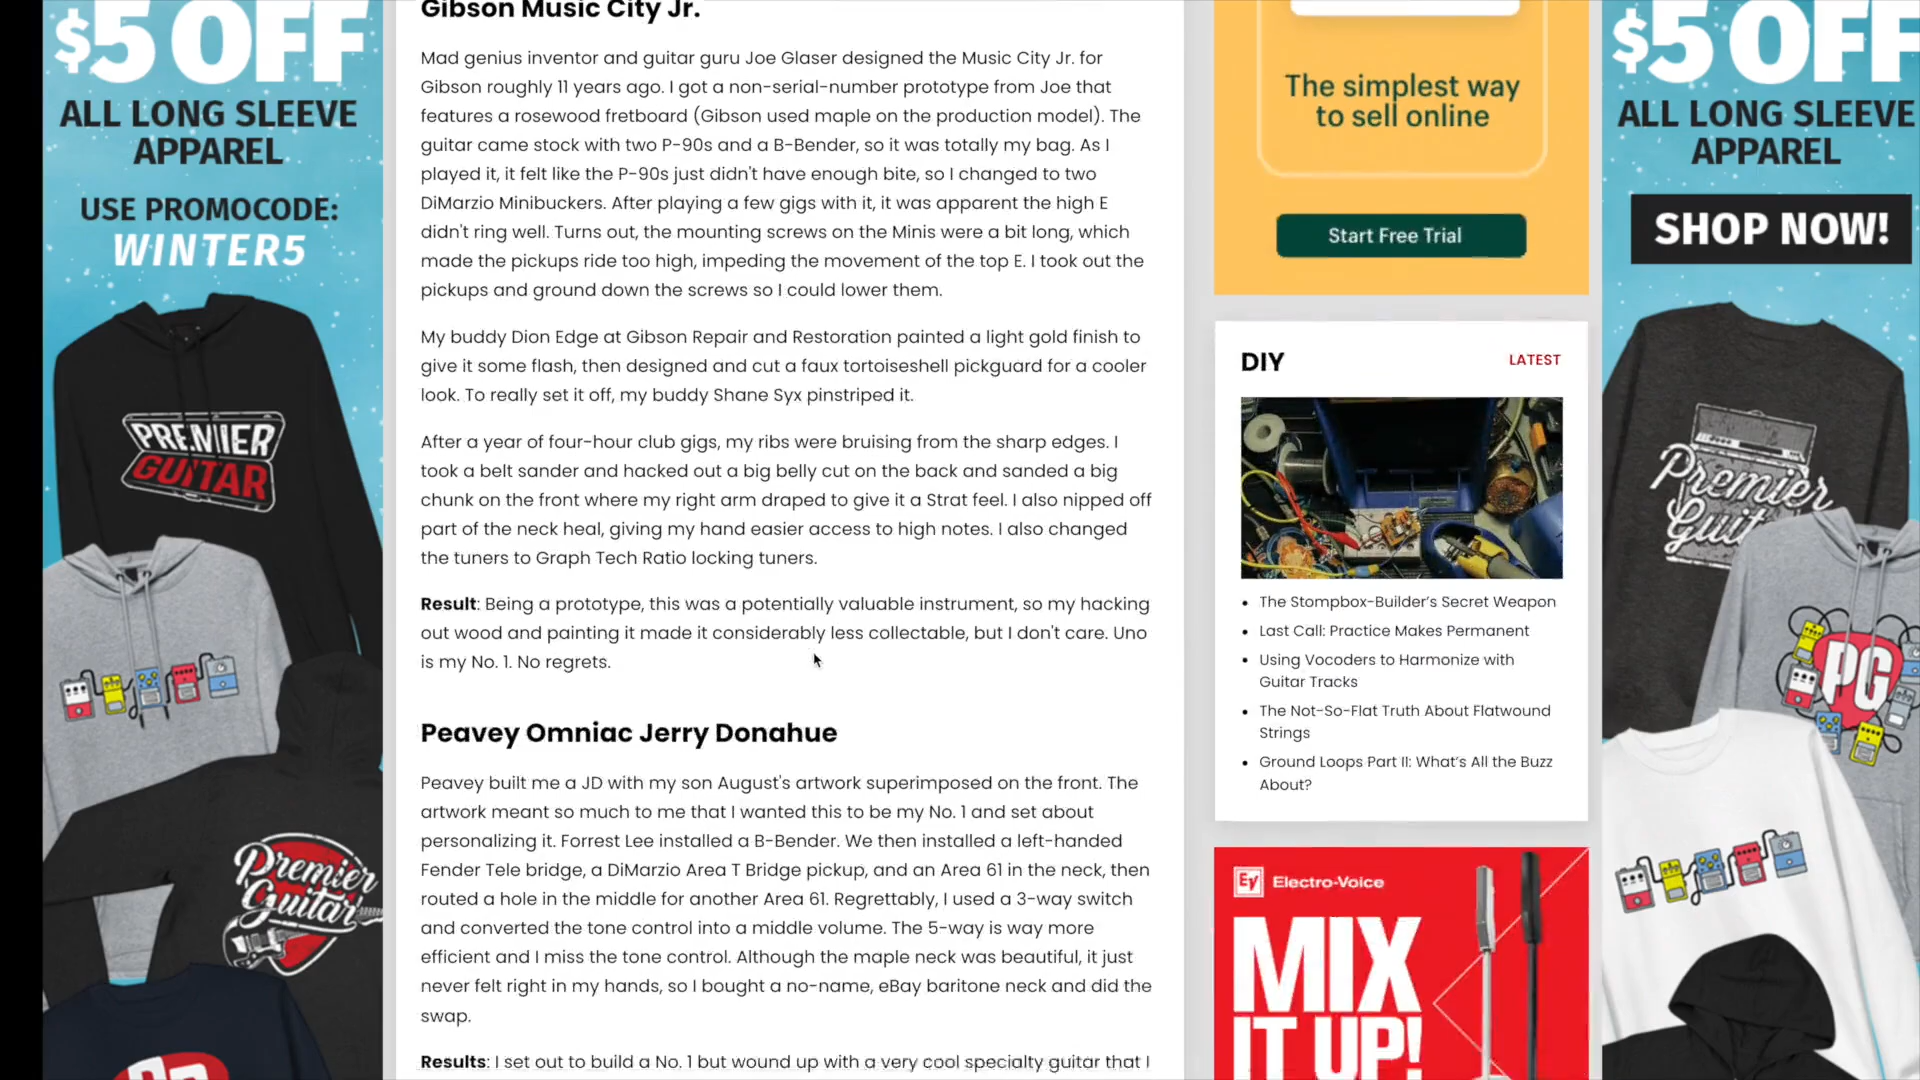 $5 OFF
ALL LONG SLEEVE
APPAREL
USE PROMOCODE:
WINTER5
PREMIER
GUITAR
Premier
Guitar
Gibson Music City Jr.
Mad genius inventor and guitar guru Joe Glaser designed the Music City Jr. for
Gibson roughly 11 years ago. I got a non-serial-number prototype from Joe that
features a rosewood fretboard (Gibson used maple on the production model). The
guitar came stock with two P-90s and a B-Bender, so it was totally my bag. As I
played it, it felt like the P-90s just didn't have enough bite, so I changed to two
DiMarzio Minibuckers. After playing a few gigs with it, it was apparent the high E
didn't ring well. Turns out, the mounting screws on the Minis were a bit long, which
made the pickups ride too high, impeding the movement of the top E. I took out the
pickups and ground down the screws so I could lower them.
My buddy Dion Edge at Gibson Repair and Restoration painted a light gold finish to
give it some flash, then designed and cut a faux tortoiseshell pickguard for a cooler
look. To really set it off, my buddy Shane Syx pinstriped it.
After a year of four-hour club gigs, my ribs were bruising from the sharp edges. I
took a belt sander and hacked out a big belly cut on the back and sanded a big
chunk on the front where my right arm draped to give it a Strat feel. I also nipped off
part of the neck heal, giving my hand easier access to high notes. I also changed
the tuners to Graph Tech Ratio locking tuners.
Result: Being a prototype, this was a potentially valuable instrument, so my hacking
out wood and painting it made it considerably less collectable, but I don't care. Uno
is my No. 1. No regrets.
Peavey Omniac Jerry Donahue
Peavey built me a JD with my son August's artwork superimposed on the front. The
artwork meant so much to me that I wanted this to be my No. 1 and set about
personalizing it. Forrest Lee installed a B-Bender. We then installed a left-handed
Fender Tele bridge, a DiMarzio Area T Bridge pickup, and an Area 61 in the neck, then
routed a hole in the middle for another Area 61. Regrettably, I used a 3-way switch
and converted the tone control into a middle volume. The 5-way is way more
efficient and I miss the tone control. Although the maple neck was beautiful, it just
never felt right in my hands, so I bought a no-name, eBay baritone neck and did the
swap.
Results: I set out to build a No. 1 but wound up with a very cool specialty guitar that I
The simplest way
to sell online
Start Free Trial
DIY
LATEST
The Stompbox-Builder's Secret Weapon
Last Call: Practice Makes Permanent
Using Vocoders to Harmonize with
Guitar Tracks
The Not-So-Flat Truth About Flatwound
Strings
Ground Loops Part II: What's All the Buzz
About?
EV Electro-Voice
MIX
IT UP!
$5 OFF
ALL LONG SLEEVE
APPAREL
SHOP NOW!
Premier
Guit
PG